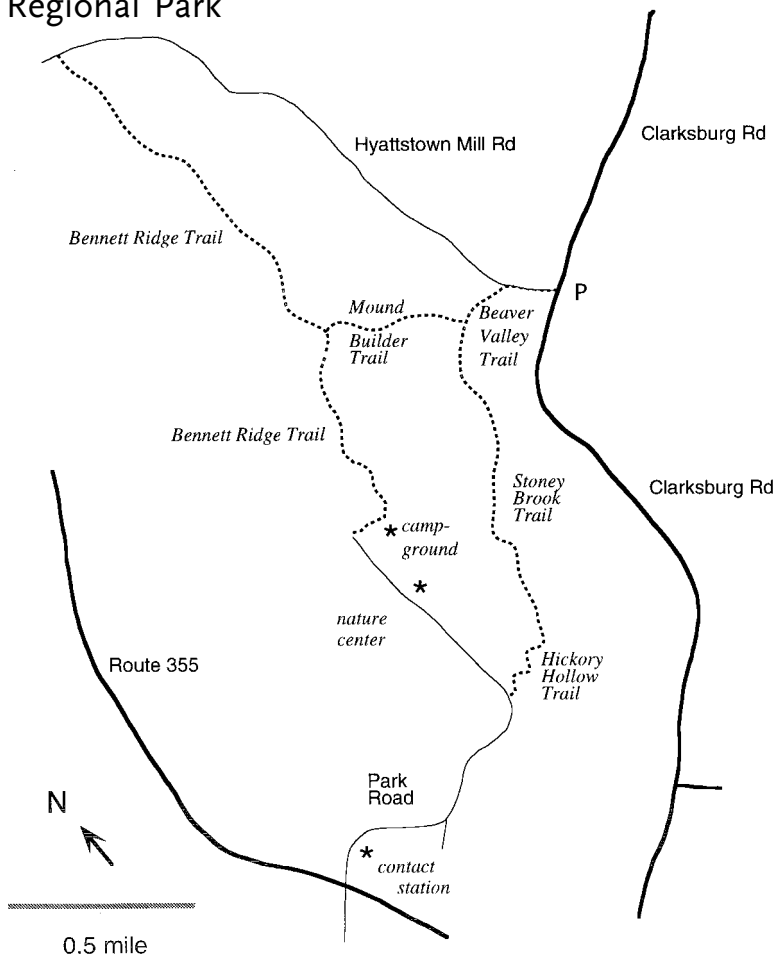 Regional Park
Clarksburg Rd
Hyattstown Mill Rd
Bennett Ridge Trail
P
Mound
Builder
Trail
Beaver
Valley
Trail
Bennett Ridge Trail
Stoney
Brook
Trail
Clarksburg Rd
camp-
ground
nature
center
Route 355
Hickory
Hollow
Trail
Park
Road
N
contact
station
0.5 mile